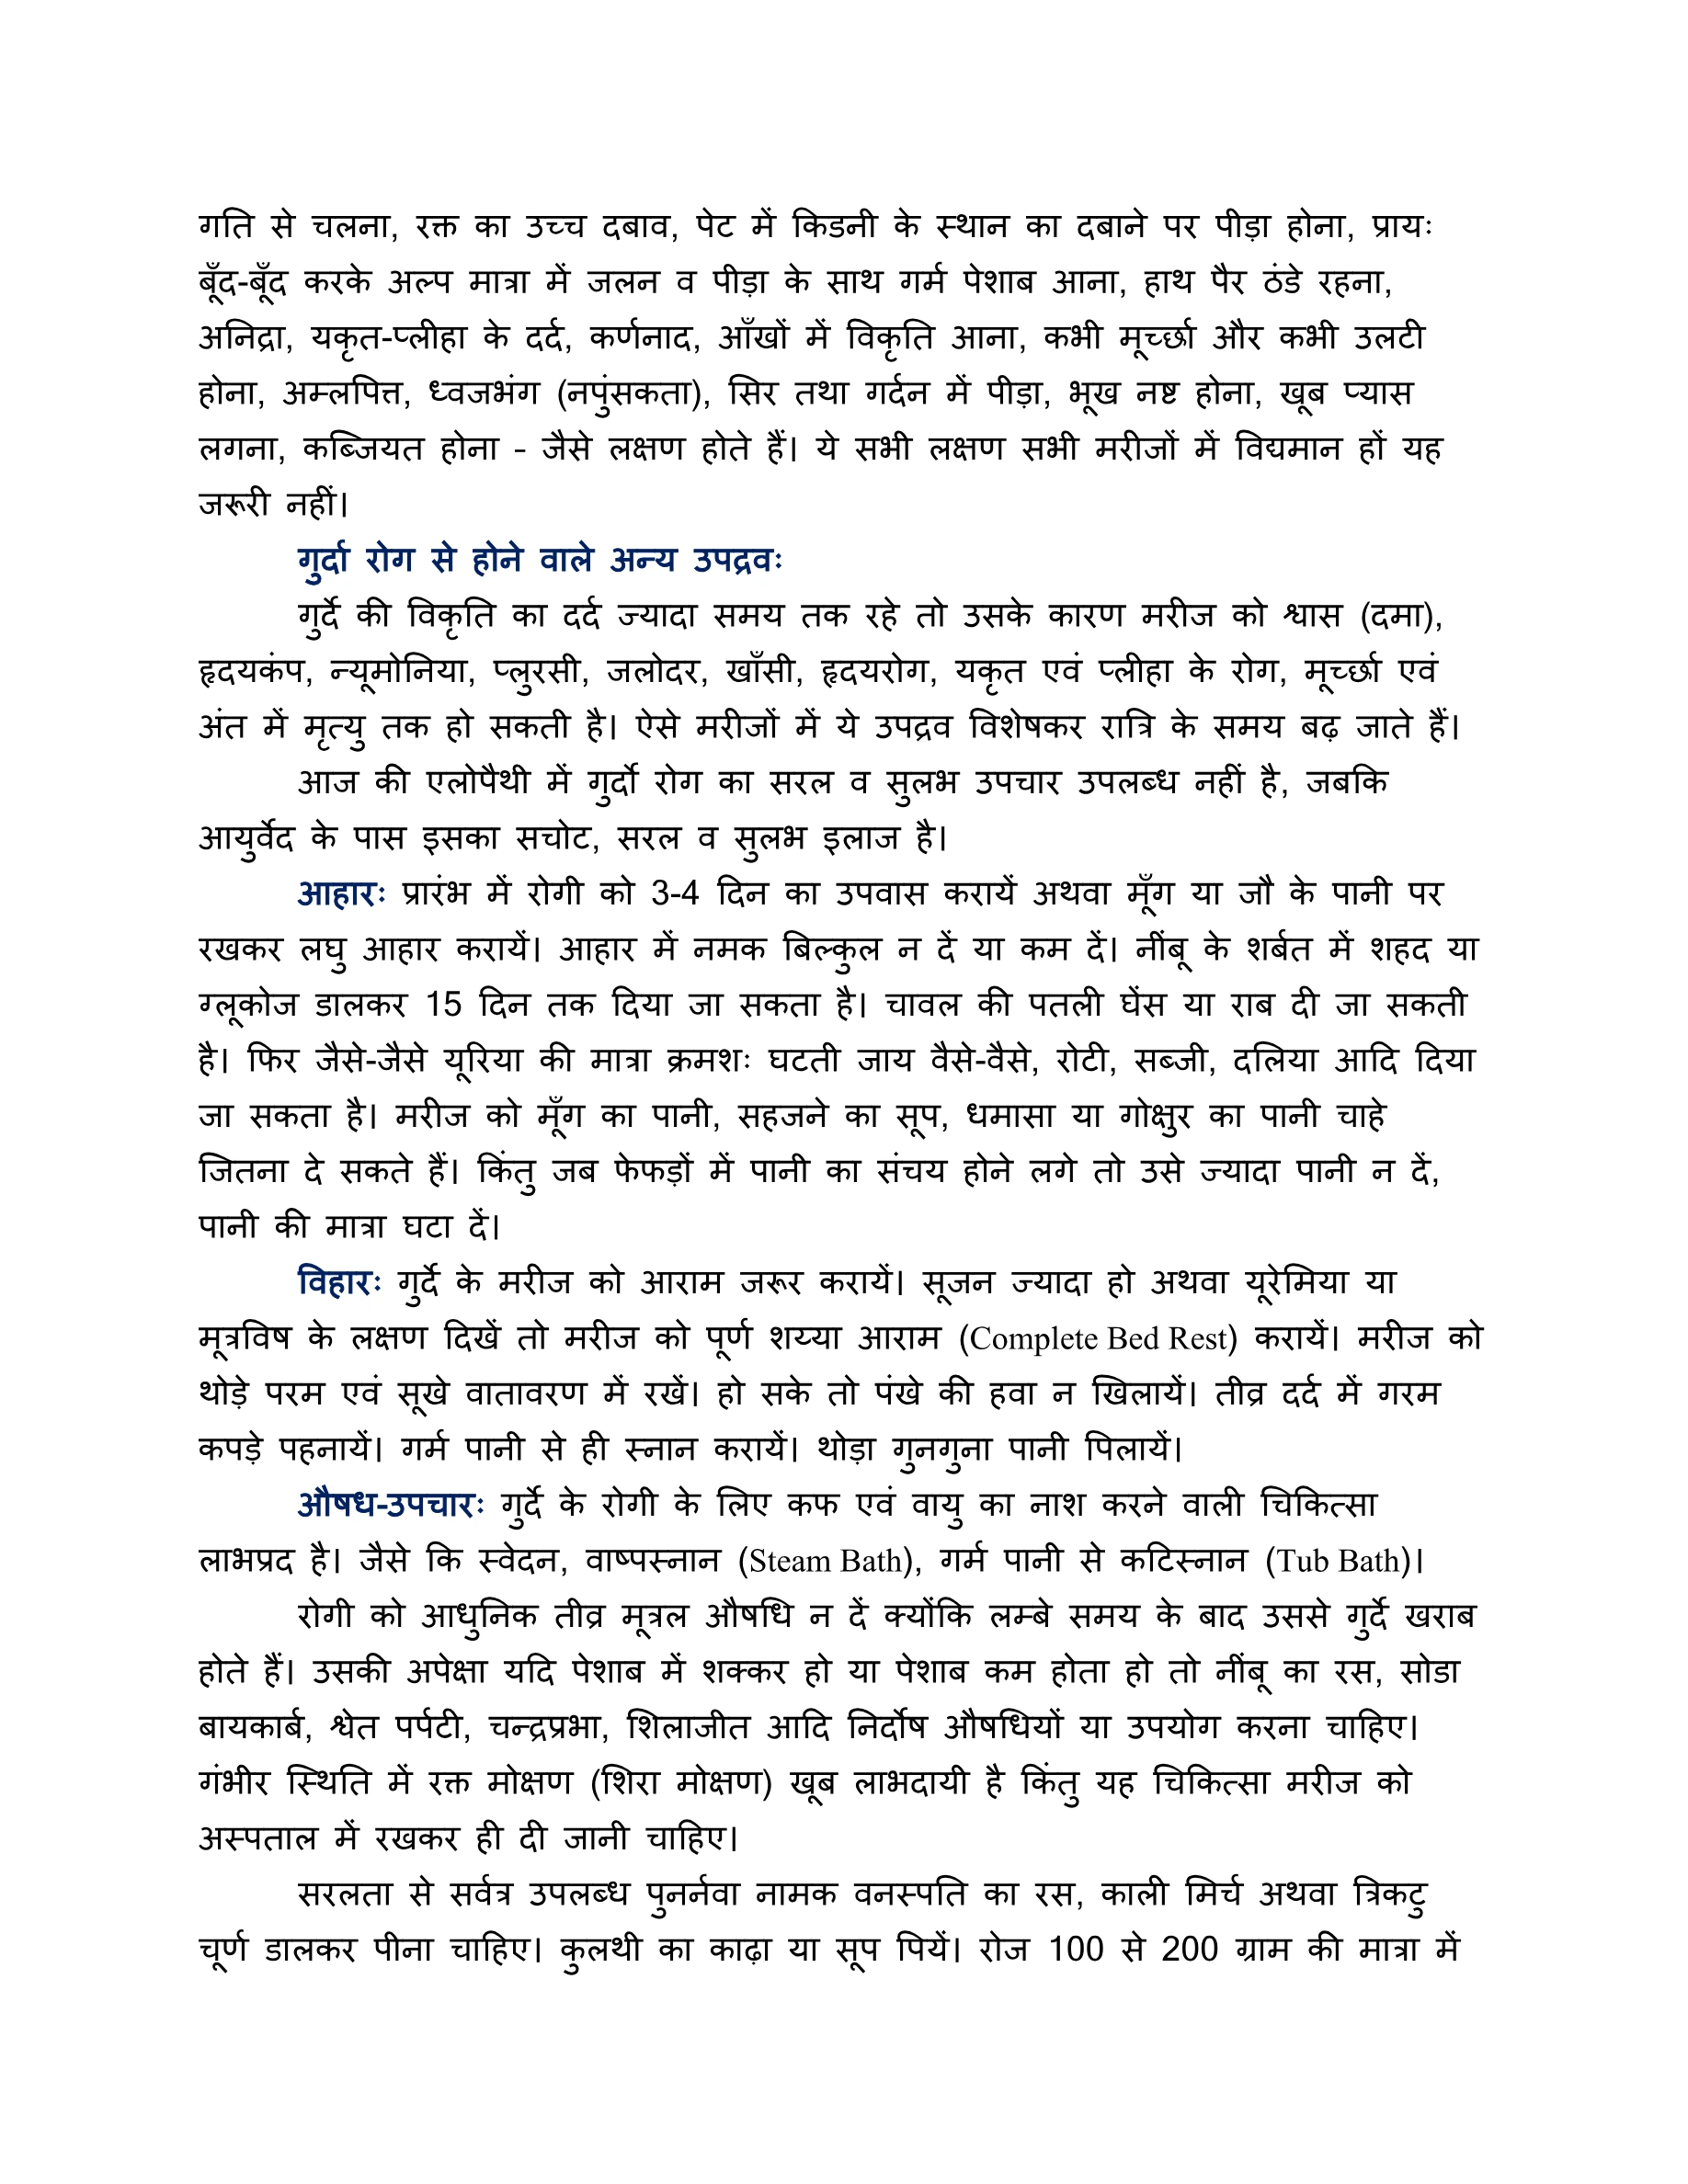 गति से चलना, रक्त का उच्च दबाव, पेट में किडनी के स्थान का दबाने पर पीड़ा होना, प्रायः
बूँद-बूँद करके अल्प मात्रा में जलन व पीड़ा के साथ गर्म पेशाब आना, हाथ पैर ठंडे रहना,
अनिद्रा, यकृत-प्लीहा के दर्द, कर्णनाद, आँखों में विकृति आना, कभी मूर्च्छा और कभी उलटी
होना, अम्लपित्त, ध्वजभंग (नपुंसकता), सिर तथा गर्दन में पीड़ा, भूख नष्ट होना, खूब प्यास
लगना, कब्जियत होना – जैसे लक्षण होते हैं। ये सभी लक्षण सभी मरीजों में विद्यमान हों यह
जरूरी नहीं।
गुर्दा रोग से होने वाले अन्य उपद्रवः
गुर्दे की विकृति का दर्द ज्यादा समय तक रहे तो उसके कारण मरीज को श्वास (दमा),
हृदयकंप, न्यूमोनिया, प्लुरसी, जलोदर, खाँसी, हृदयरोग, यकृत एवं प्लीहा के रोग, मूर्च्छा एवं
अंत में मृत्यु तक हो सकती है। ऐसे मरीजों में ये उपद्रव विशेषकर रात्रि के समय बढ़ जाते हैं।
आज की एलोपैथी में गुर्दो रोग का सरल व सुलभ उपचार उपलब्ध नहीं है, जबकि
आयुर्वेद के पास इसका सचोट, सरल व सुलभ इलाज है।
आहारः प्रारंभ में रोगी को 3-4 दिन का उपवास करायें अथवा मूँग या जौ के पानी पर
रखकर लघु आहार करायें। आहार में नमक बिल्कुल न दें या कम दें। नींबू के शर्बत में शहद या
ग्लूकोज डालकर 15 दिन तक दिया जा सकता है। चावल की पतली घेंस या राब दी जा सकती
है। फिर जैसे-जैसे यूरिया की मात्रा क्रमशः घटती जाय वैसे-वैसे, रोटी, सब्जी, दलिया आदि दिया
जा सकता है। मरीज को मूँग का पानी, सहजने का सूप, धमासा या गोक्षुर का पानी चाहे
जितना दे सकते हैं। किंतु जब फेफड़ों में पानी का संचय होने लगे तो उसे ज्यादा पानी न दें,
पानी की मात्रा घटा दें।
विहारः गुर्दे के मरीज को आराम जरूर करायें। सूजन ज्यादा हो अथवा यूरेमिया या
मूत्रविष के लक्षण दिखें तो मरीज को पूर्ण शय्या आराम (Complete Bed Rest) करायें। मरीज को
थोड़े परम एवं सूखे वातावरण में रखें। हो सके तो पंखे की हवा न खिलायें। तीव्र दर्द में गरम
कपड़े पहनायें। गर्म पानी से ही स्नान करायें। थोड़ा गुनगुना पानी पिलायें।
औषध-उपचारः गुर्दे के रोगी के लिए कफ एवं वायु का नाश करने वाली चिकित्सा
लाभप्रद है। जैसे कि स्वेदन, वाष्पस्नान (Steam Bath), गर्म पानी से कटिस्नान (Tub Bath)।
रोगी को आधुनिक तीव्र मूत्रल औषधि न दें क्योंकि लम्बे समय के बाद उससे गुर्दे खराब
होते हैं। उसकी अपेक्षा यदि पेशाब में शक्कर हो या पेशाब कम होता हो तो नींबू का रस, सोडा
बायकार्ब, श्वेत पर्पटी, चन्द्रप्रभा, शिलाजीत आदि निर्दोष औषधियों या उपयोग करना चाहिए।
गंभीर स्थिति में रक्त मोक्षण (शिरा मोक्षण) खूब लाभदायी है किंतु यह चिकित्सा मरीज को
अस्पताल में रखकर ही दी जानी चाहिए।
सरलता से सर्वत्र उपलब्ध पुनर्नवा नामक वनस्पति का रस, काली मिर्च अथवा त्रिकटु
चूर्ण डालकर पीना चाहिए। कुलथी का काढ़ा या सूप पियें। रोज 100 से 200 ग्राम की मात्रा में